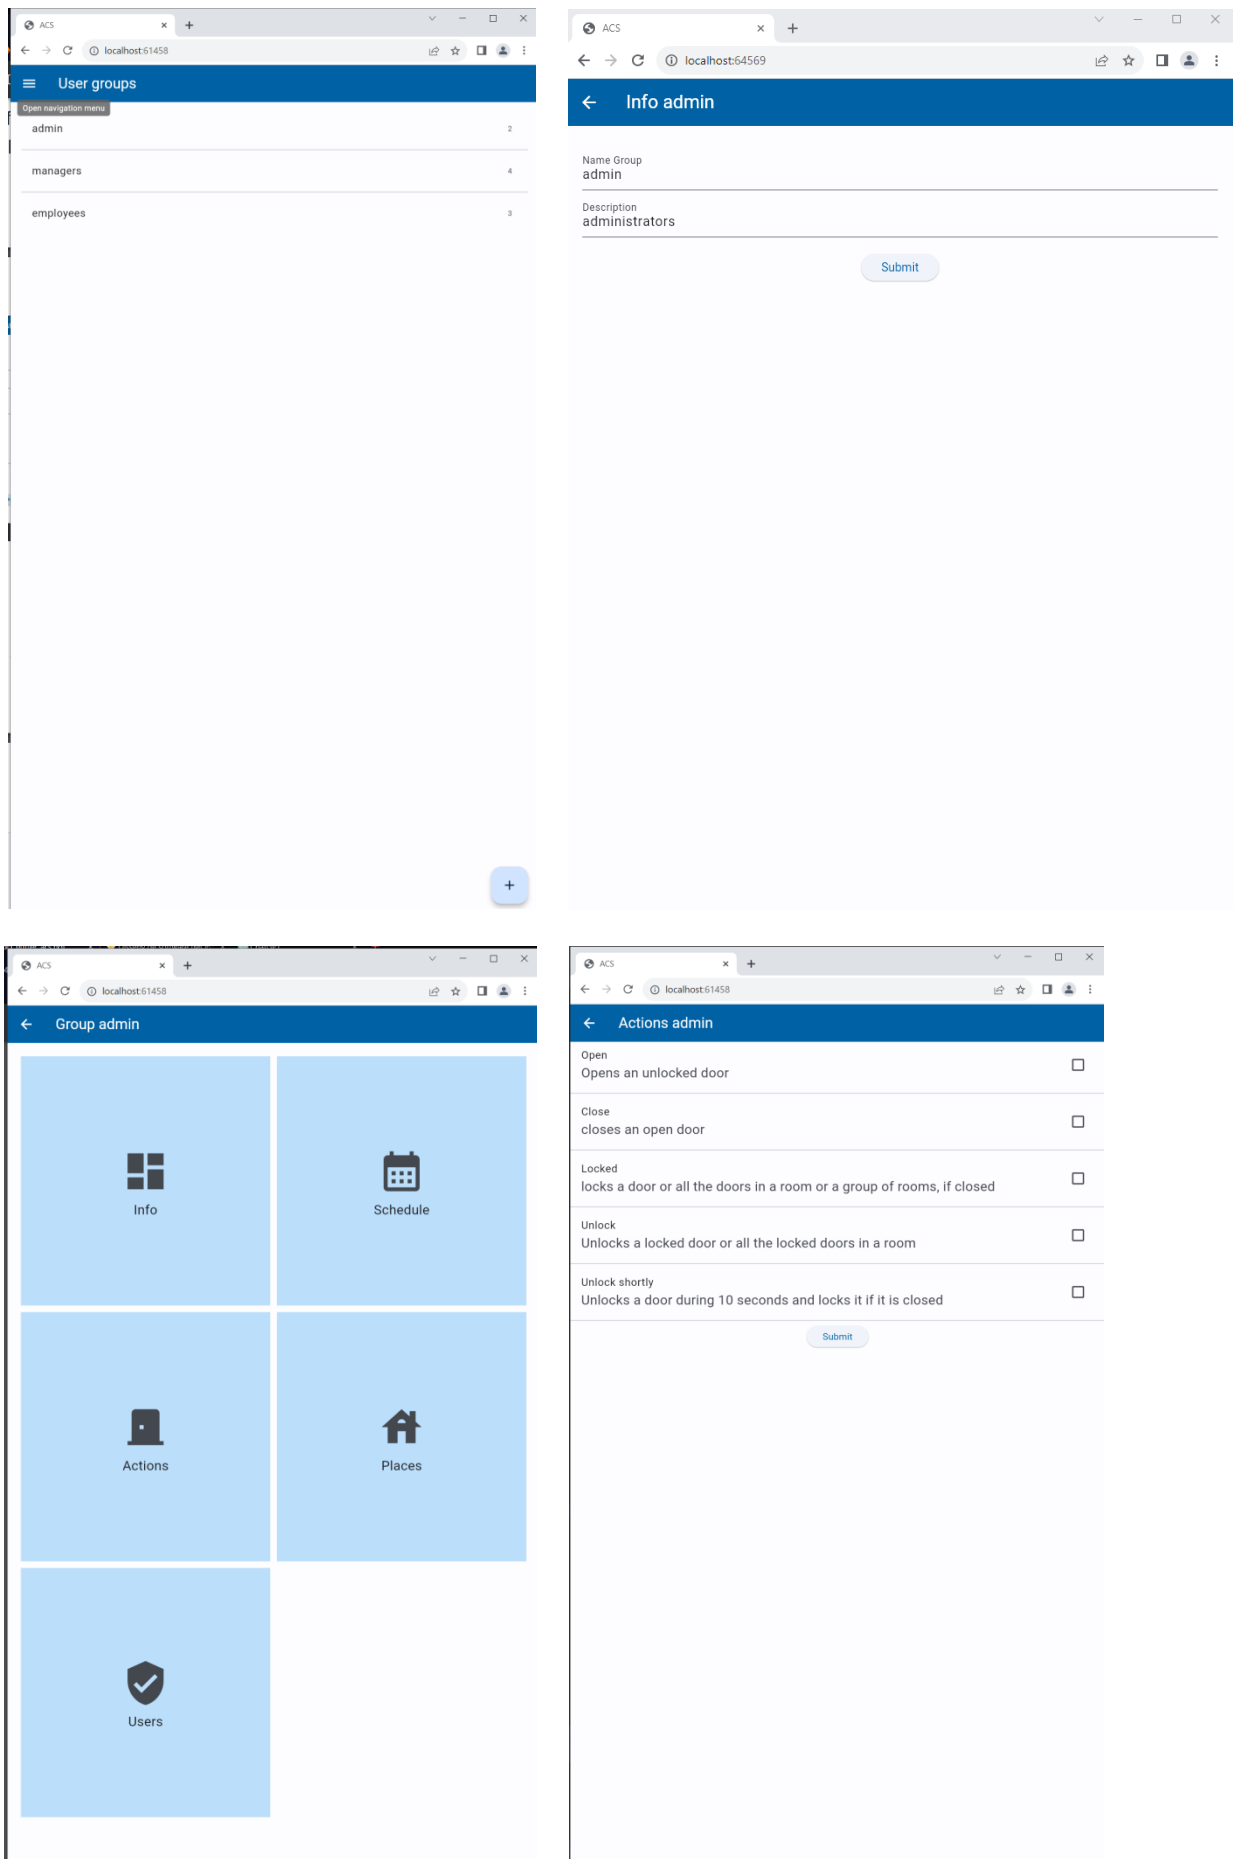 ACS
localhost:61458
User groups
Open navigation menu
admin 2
managers 4
employees 3
+
ACS
localhost:64569
Info admin
Name Group
admin
Description
administrators
Submit
ACS
localhost:61458
Group admin
Info
Schedule
Actions
Places
Users
ACS
localhost:61458
Actions admin
Open
Opens an unlocked door
Close
closes an open door
Locked
locks a door or all the doors in a room or a group of rooms, if closed
Unlock
Unlocks a locked door or all the locked doors in a room
Unlock shortly
Unlocks a door during 10 seconds and locks it if it is closed
Submit